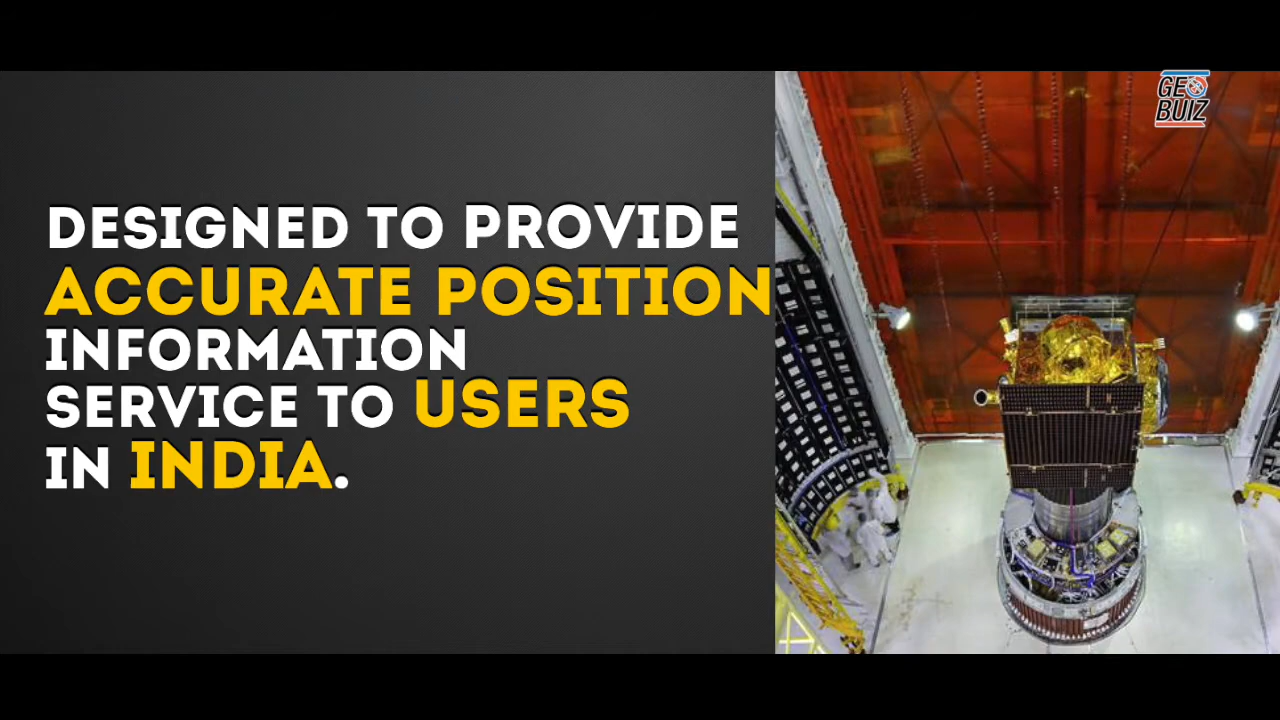 DESIGNED TO PROVIDE
ACCURATE POSITION
INFORMATION
SERVICE TO USERS
IN INDIA.
GEO
BUIZ